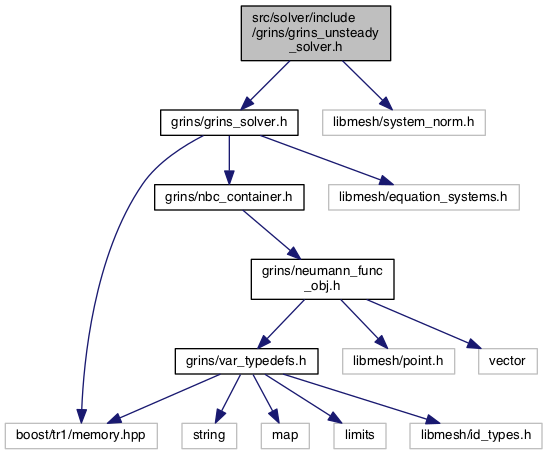 src/solver/include
/grins/grins_unsteady
_solver.h
grins/grins_solver.h
libmesh/system_norm.h
grins/nbc_container.h
libmesh/equation_systems.h
grins/neumann_func
_obj.h
grins/var_typedefs.h
libmesh/point.h
vector
boost/tr1/memory.hpp
string
map
limits
libmesh/id_types.h